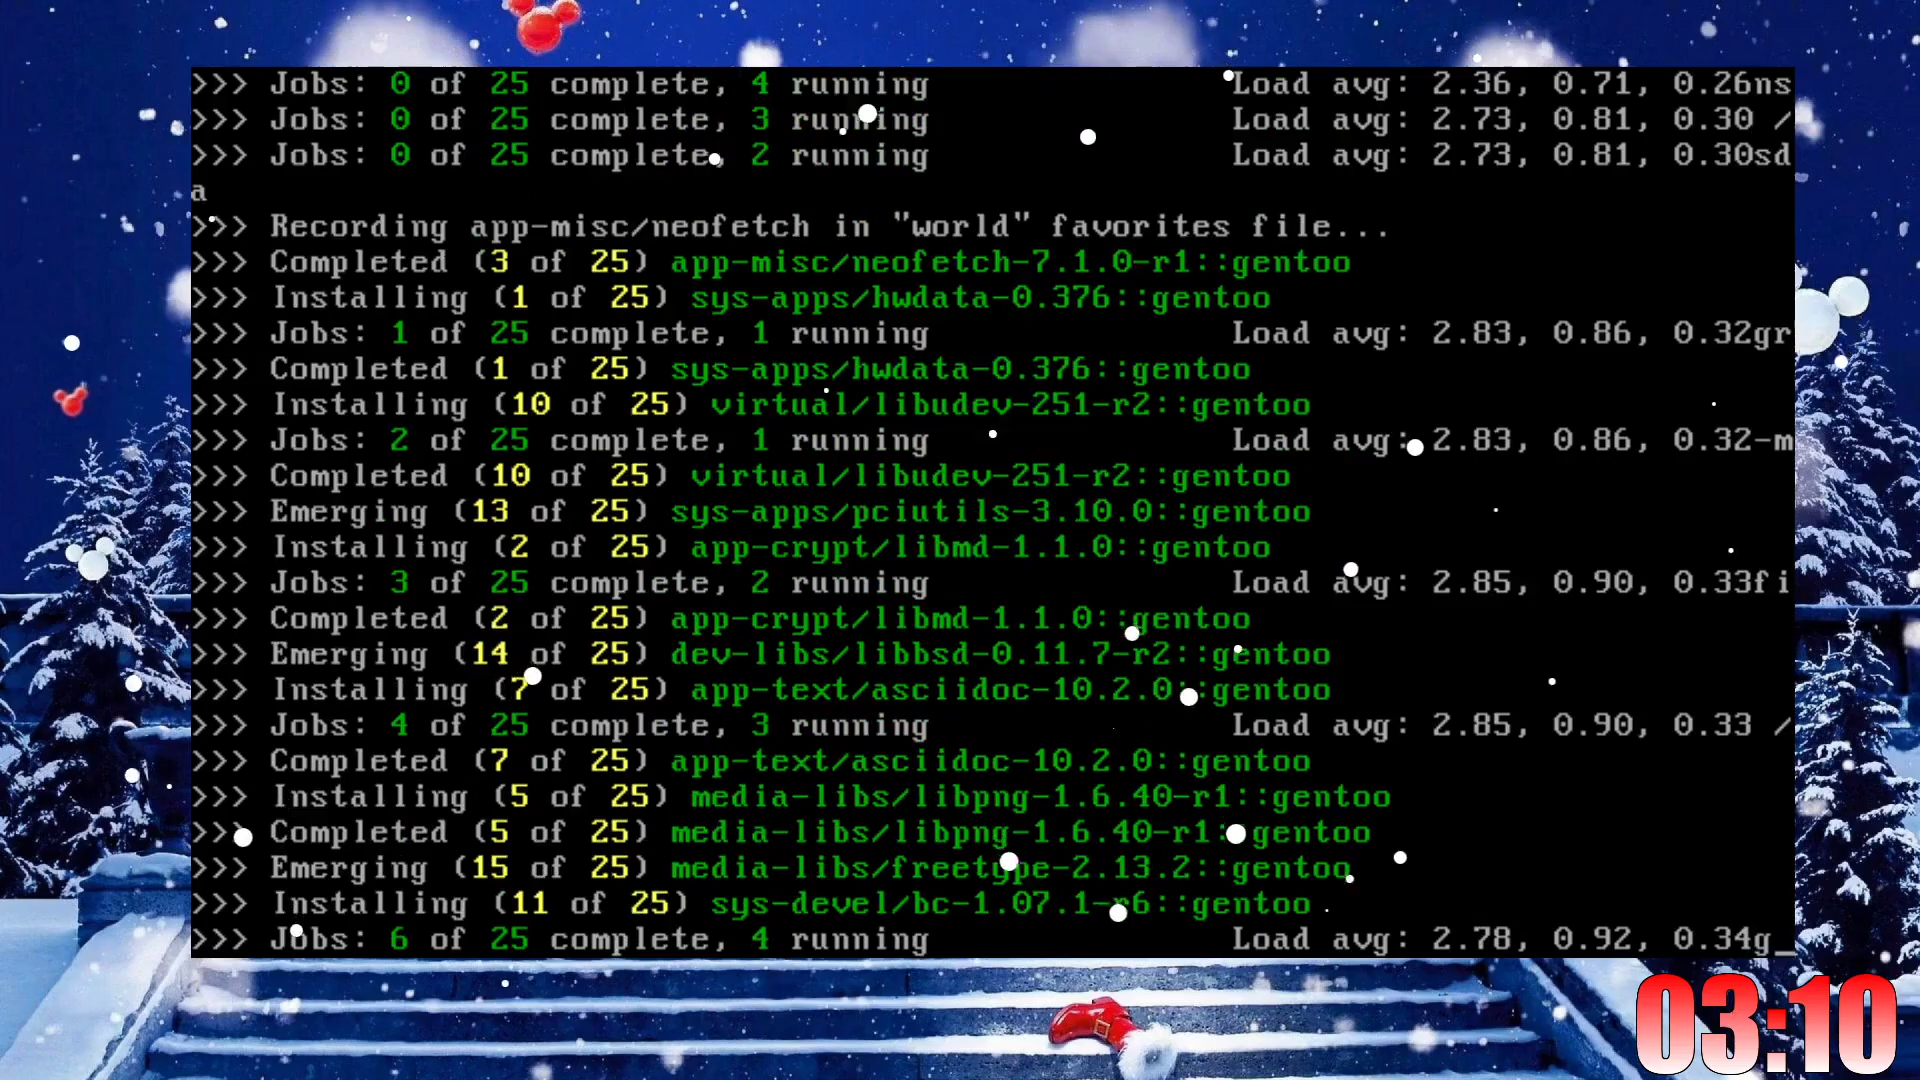 >>> Jobs: 0 of 25 complete, 4 running Load avg: 2.36, 0.71, 0.26ns
>>> Jobs: 0 of 25 complete, 3 running Load avg: 2.73, 0.81, 0.30 /
>>> Jobs: 0 of 25 complete, 2 running Load avg: 2.73, 0.81, 0.30sd
a
>>> Recording app-misc/neofetch in "world" favorites file...
>>> Completed (3 of 25) app-misc/neofetch-7.1.0-r1::gentoo
>>> Installing (1 of 25) sys-apps/hwdata-0.376::gentoo
>>> Jobs: 1 of 25 complete, 1 running Load avg: 2.83, 0.86, 0.32gr
>>> Completed (1 of 25) sys-apps/hwdata-0.376::gentoo
>>> Installing (10 of 25) virtual/libudev-251-r2::gentoo
>>> Jobs: 2 of 25 complete, 1 running Load avg: 2.83, 0.86, 0.32-m
>>> Completed (10 of 25) virtual/libudev-251-r2::gentoo
>>> Emerging (13 of 25) sys-apps/pciutils-3.10.0::gentoo
>>> Installing (2 of 25) app-crypt/libmd-1.1.0::gentoo
>>> Jobs: 3 of 25 complete, 2 running Load avg: 2.85, 0.90, 0.33fi
>>> Completed (2 of 25) app-crypt/libmd-1.1.0::gentoo
>>> Emerging (14 of 25) dev-libs/libbsd-0.11.7-r2::gentoo
>>> Installing (7 of 25) app-text/asciidoc-10.2.0::gentoo
>>> Jobs: 4 of 25 complete, 3 running Load avg: 2.85, 0.90, 0.33 /
>>> Completed (7 of 25) app-text/asciidoc-10.2.0::gentoo
>>> Installing (5 of 25) media-libs/libpng-1.6.40-r1::gentoo
>>> Completed (5 of 25) media-libs/libpng-1.6.40-r1::gentoo
>>> Emerging (15 of 25) media-libs/freetype-2.13.2::gentoo
>>> Installing (11 of 25) sys-devel/bc-1.07.1-r6::gentoo
>>> Jobs: 6 of 25 complete, 4 running Load avg: 2.78, 0.92, 0.34g_
03:10